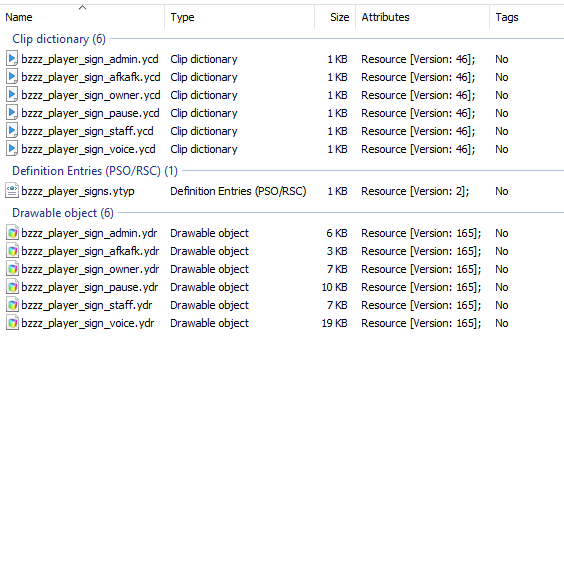 Name Type Size Attributes Tags
Clip dictionary (6)
bzzz_player_sign_admin.ycd Clip dictionary 1 KB Resource [Version: 46]; No
bzzz_player_sign_afkafk.ycd Clip dictionary 1 KB Resource [Version: 46]; No
bzzz_player_sign_owner.ycd Clip dictionary 1 KB Resource [Version: 46]; No
bzzz_player_sign_pause.ycd Clip dictionary 1 KB Resource [Version: 46]; No
bzzz_player_sign_staff.ycd Clip dictionary 1 KB Resource [Version: 46]; No
bzzz_player_sign_voice.ycd Clip dictionary 1 KB Resource [Version: 46]; No
Definition Entries (PSO/RSC) (1)
bzzz_player_signs.ytyp Definition Entries (PSO/RSC) 1 KB Resource [Version: 2]; No
Drawable object (6)
bzzz_player_sign_admin.ydr Drawable object 6 KB Resource [Version: 165]; No
bzzz_player_sign_afkafk.ydr Drawable object 3 KB Resource [Version: 165]; No
bzzz_player_sign_owner.ydr Drawable object 7 KB Resource [Version: 165]; No
bzzz_player_sign_pause.ydr Drawable object 10 KB Resource [Version: 165]; No
bzzz_player_sign_staff.ydr Drawable object 7 KB Resource [Version: 165]; No
bzzz_player_sign_voice.ydr Drawable object 19 KB Resource [Version: 165]; No